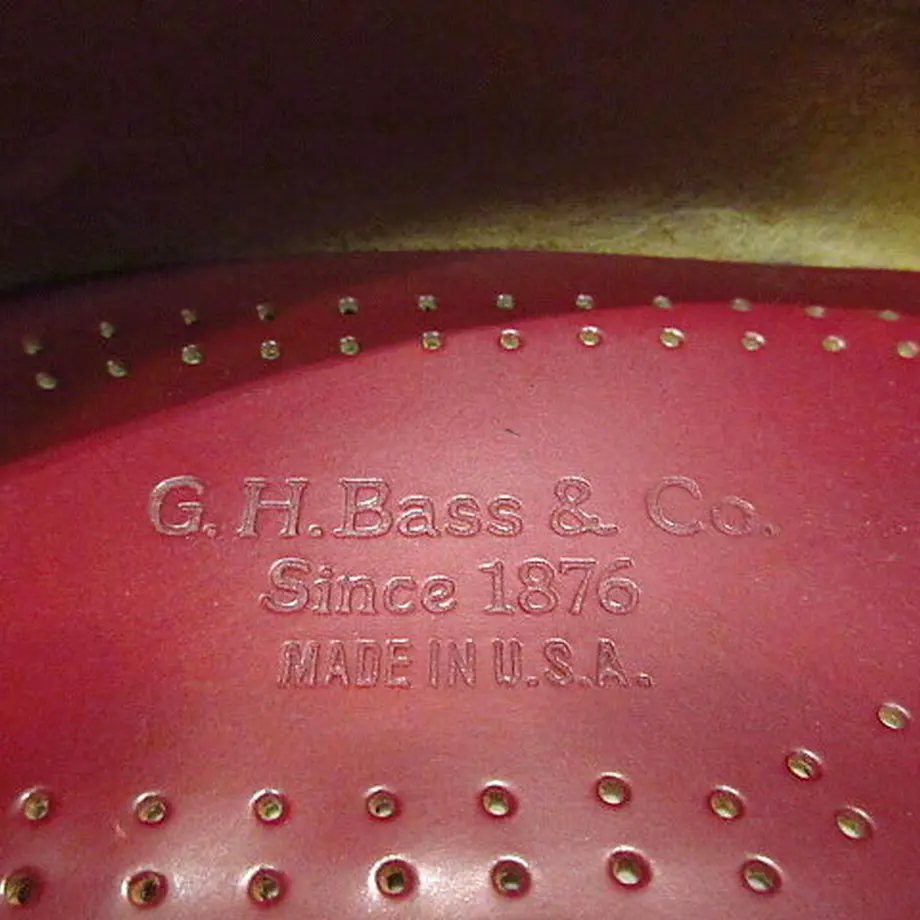 G.H.Bass & Co.
Since 1876
MADE IN U.S.A.